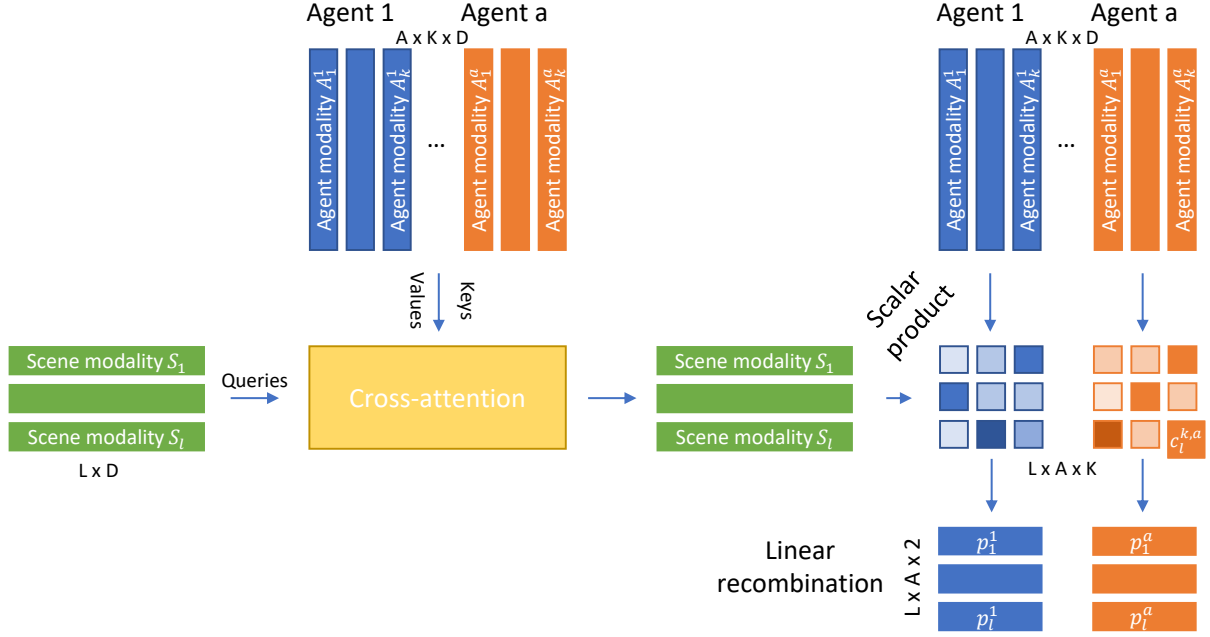 Agent 1
Agent a
A x K x D
Agent modality $A_1^1$
Agent modality $A_k^1$
...
Agent modality $A_1^a$
Agent modality $A_k^a$
Values
Keys
Scene modality $S_1$
Scene modality $S_l$
L x D
Queries
Cross-attention
Scene modality $S_1$
Scene modality $S_l$
Agent 1
Agent a
A x K x D
Agent modality $A_1^1$
Agent modality $A_k^1$
...
Agent modality $A_1^a$
Agent modality $A_k^a$
Scalar
product
$c_l^{k,a}$
L x A x K
Linear
recombination
L x A x 2
$p_1^1$
$p_l^1$
$p_1^a$
$p_l^a$